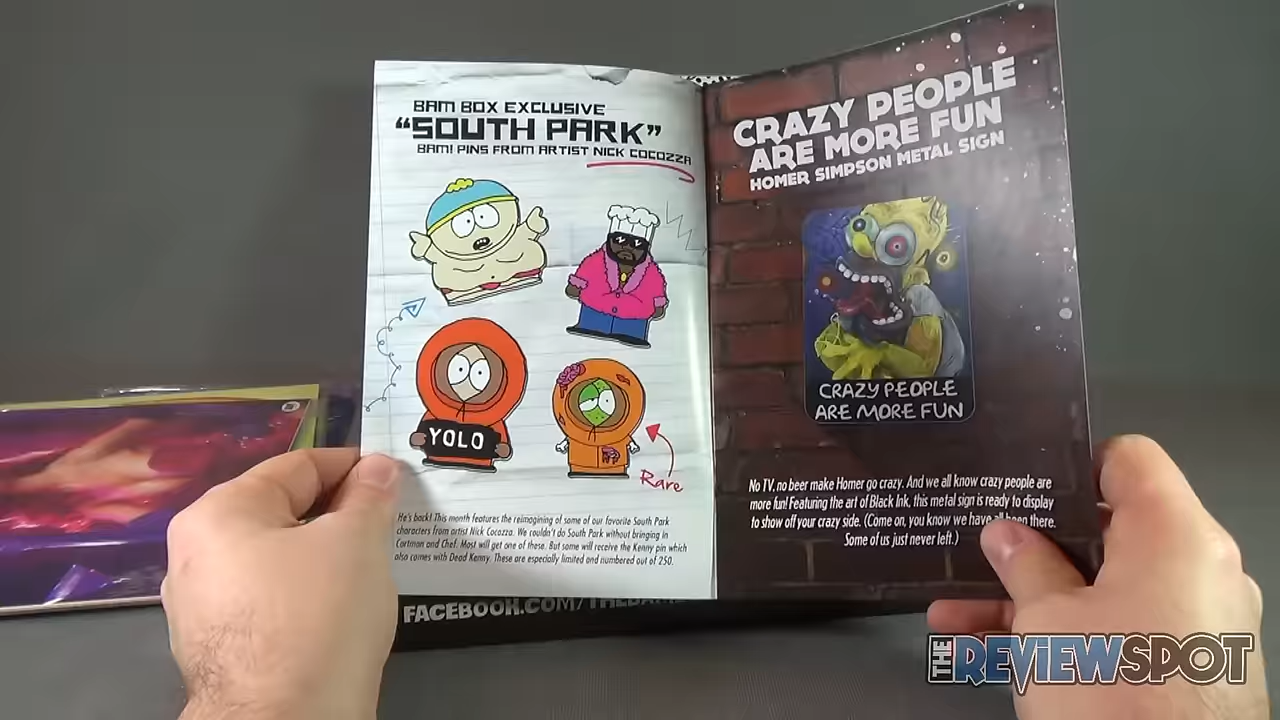 BAM BOX EXCLUSIVE
"SOUTH PARK"
BAM! PINS FROM ARTIST NICK COCOZZA
YOLO
Rare
He's back! This month features the reimagining of some of our favorite South Park
characters from artist Nick Cocozza. We couldn't do South Park without bringing in
Cartman and Chef. Most will get one of these. But some will receive the Kenny pin which
also comes with Dead Kenny. These are especially limited and numbered out of 250.
CRAZY PEOPLE
ARE MORE FUN
HOMER SIMPSON METAL SIGN
CRAZY PEOPLE
ARE MORE FUN
No TV, no beer make Homer go crazy. And we all know crazy people are
more fun! Featuring the art of Black Ink, this metal sign is ready to display
to show off your crazy side. (Come on, you know we have all been there.
Some of us just never left.)
FACEBOOK.COM/
THE REVIEWSPOT